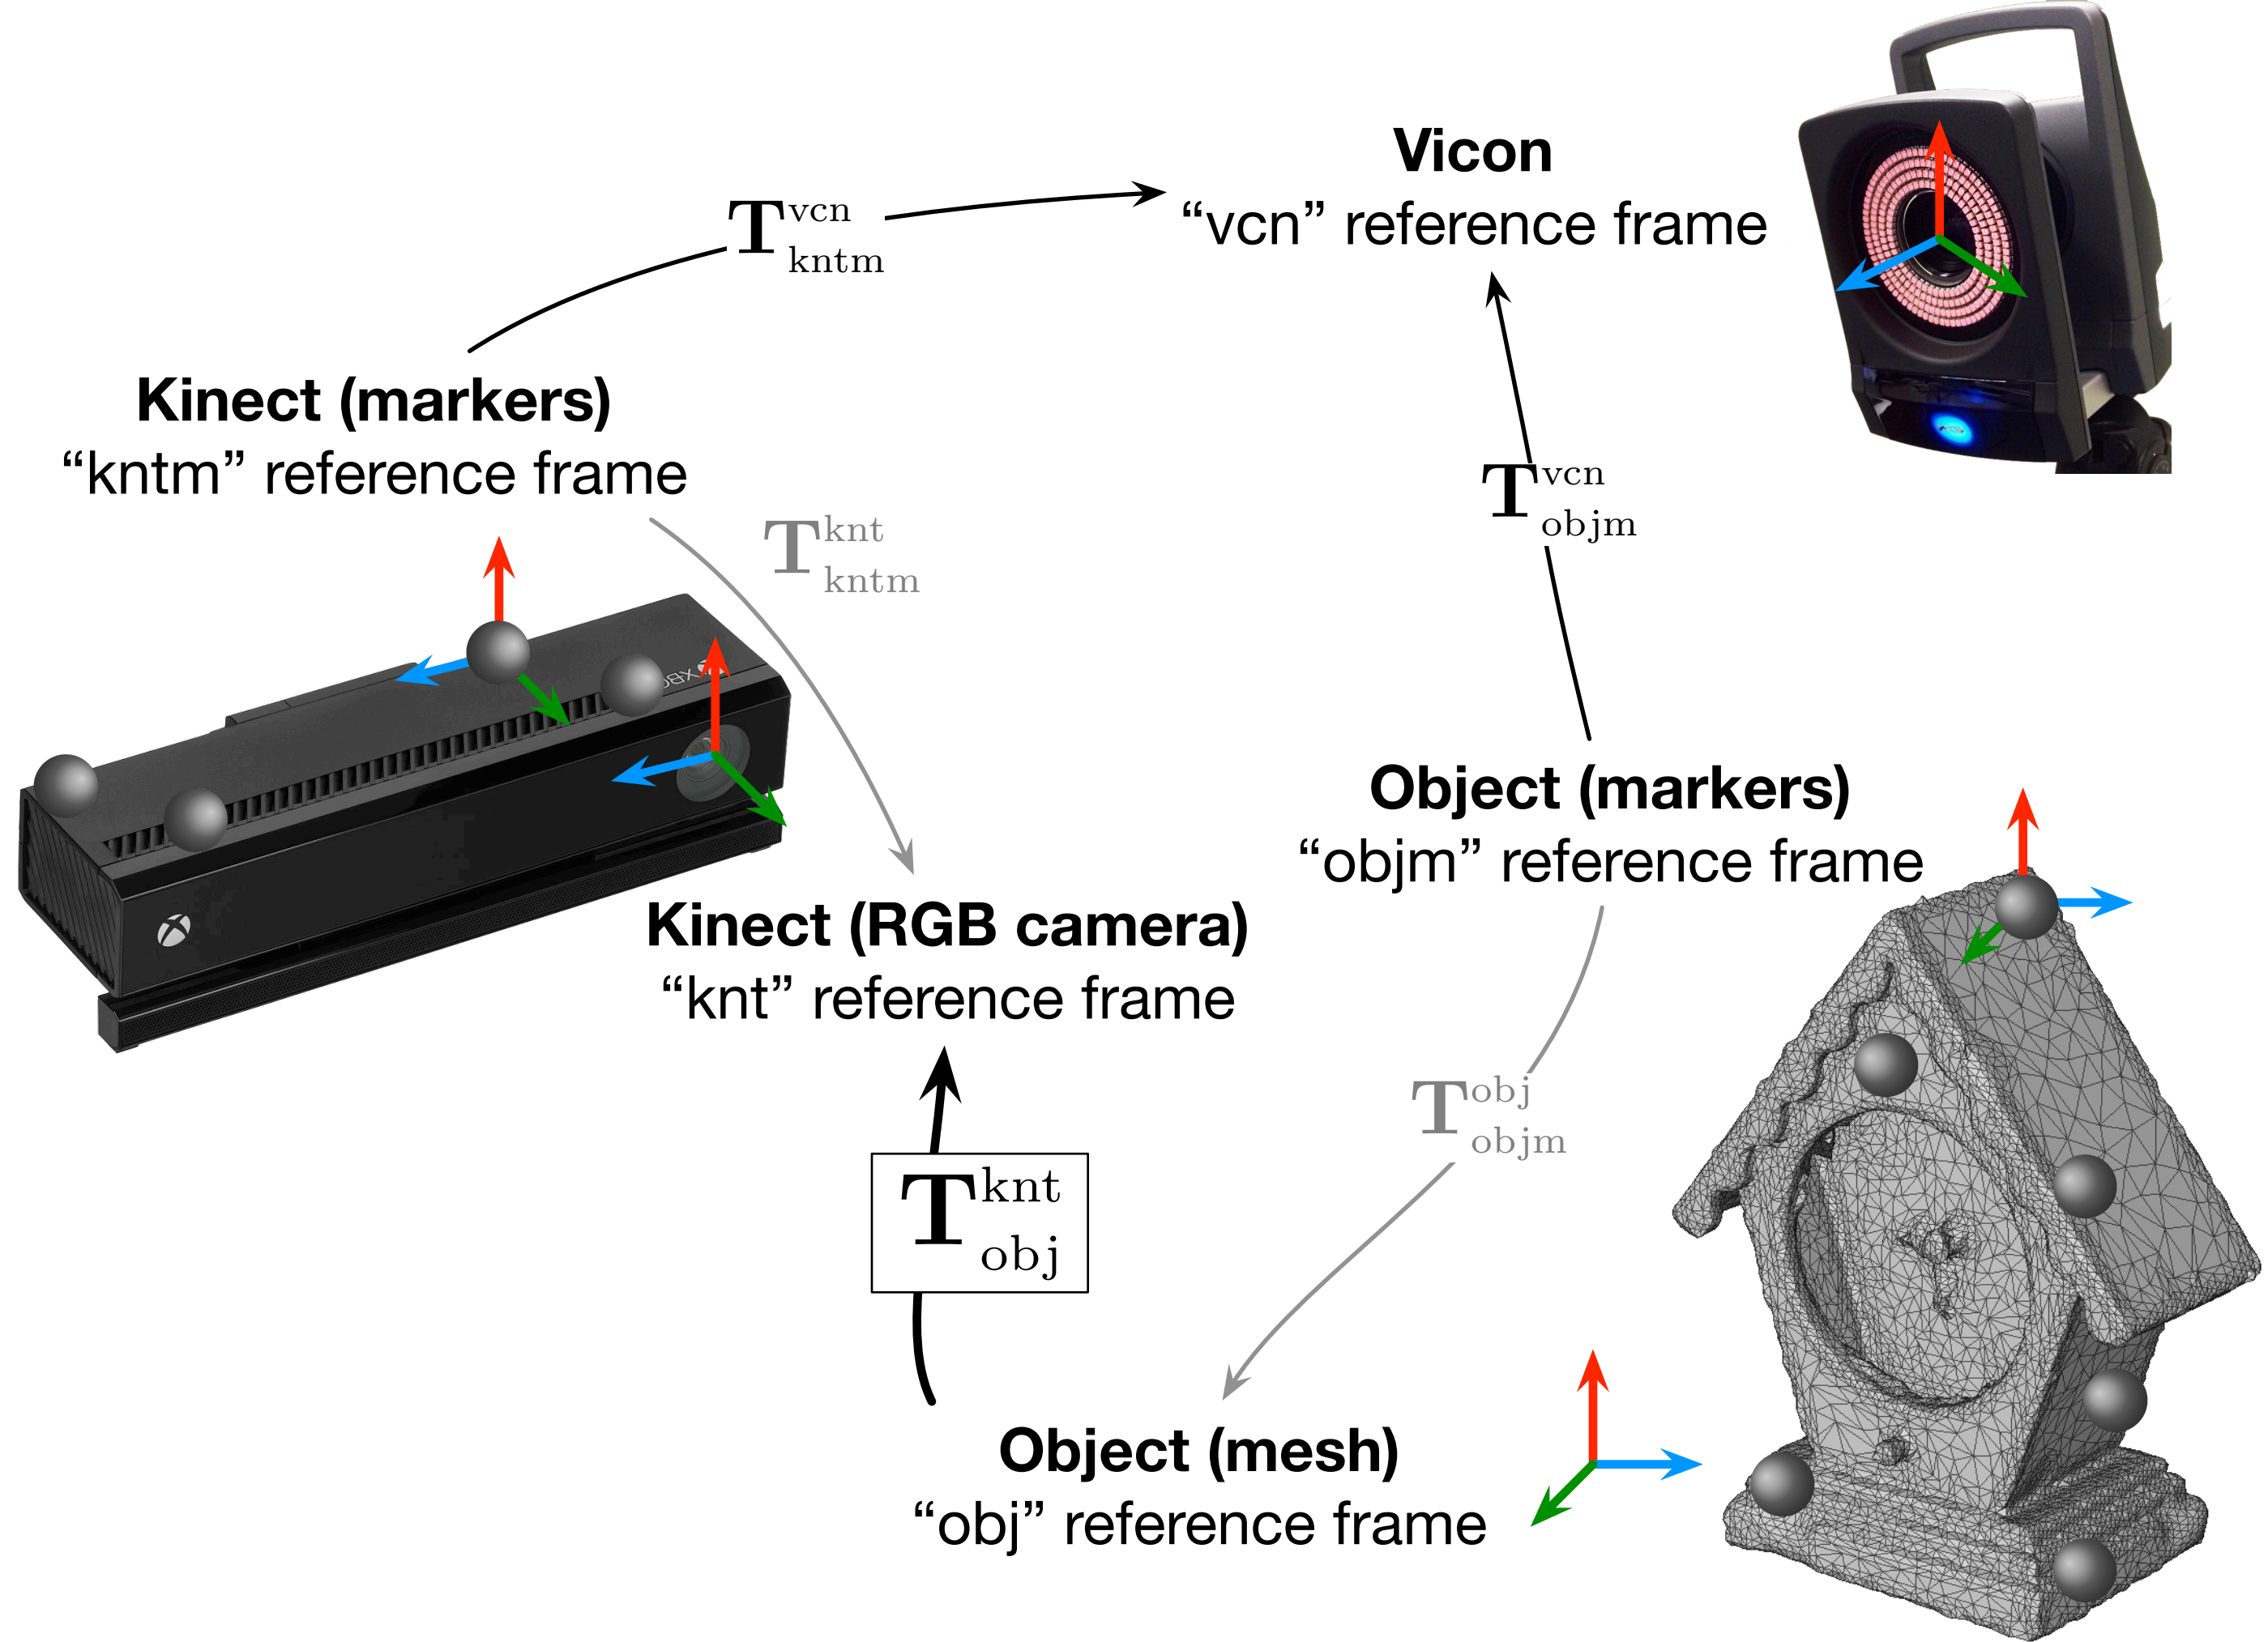 Vicon
“vcn” reference frame
T vcn kntm
Kinect (markers)
“kntm” reference frame
T vcn objm
T knt kntm
Object (markers)
“objm” reference frame
Kinect (RGB camera)
“knt” reference frame
T obj objm
T knt obj
Object (mesh)
“obj” reference frame